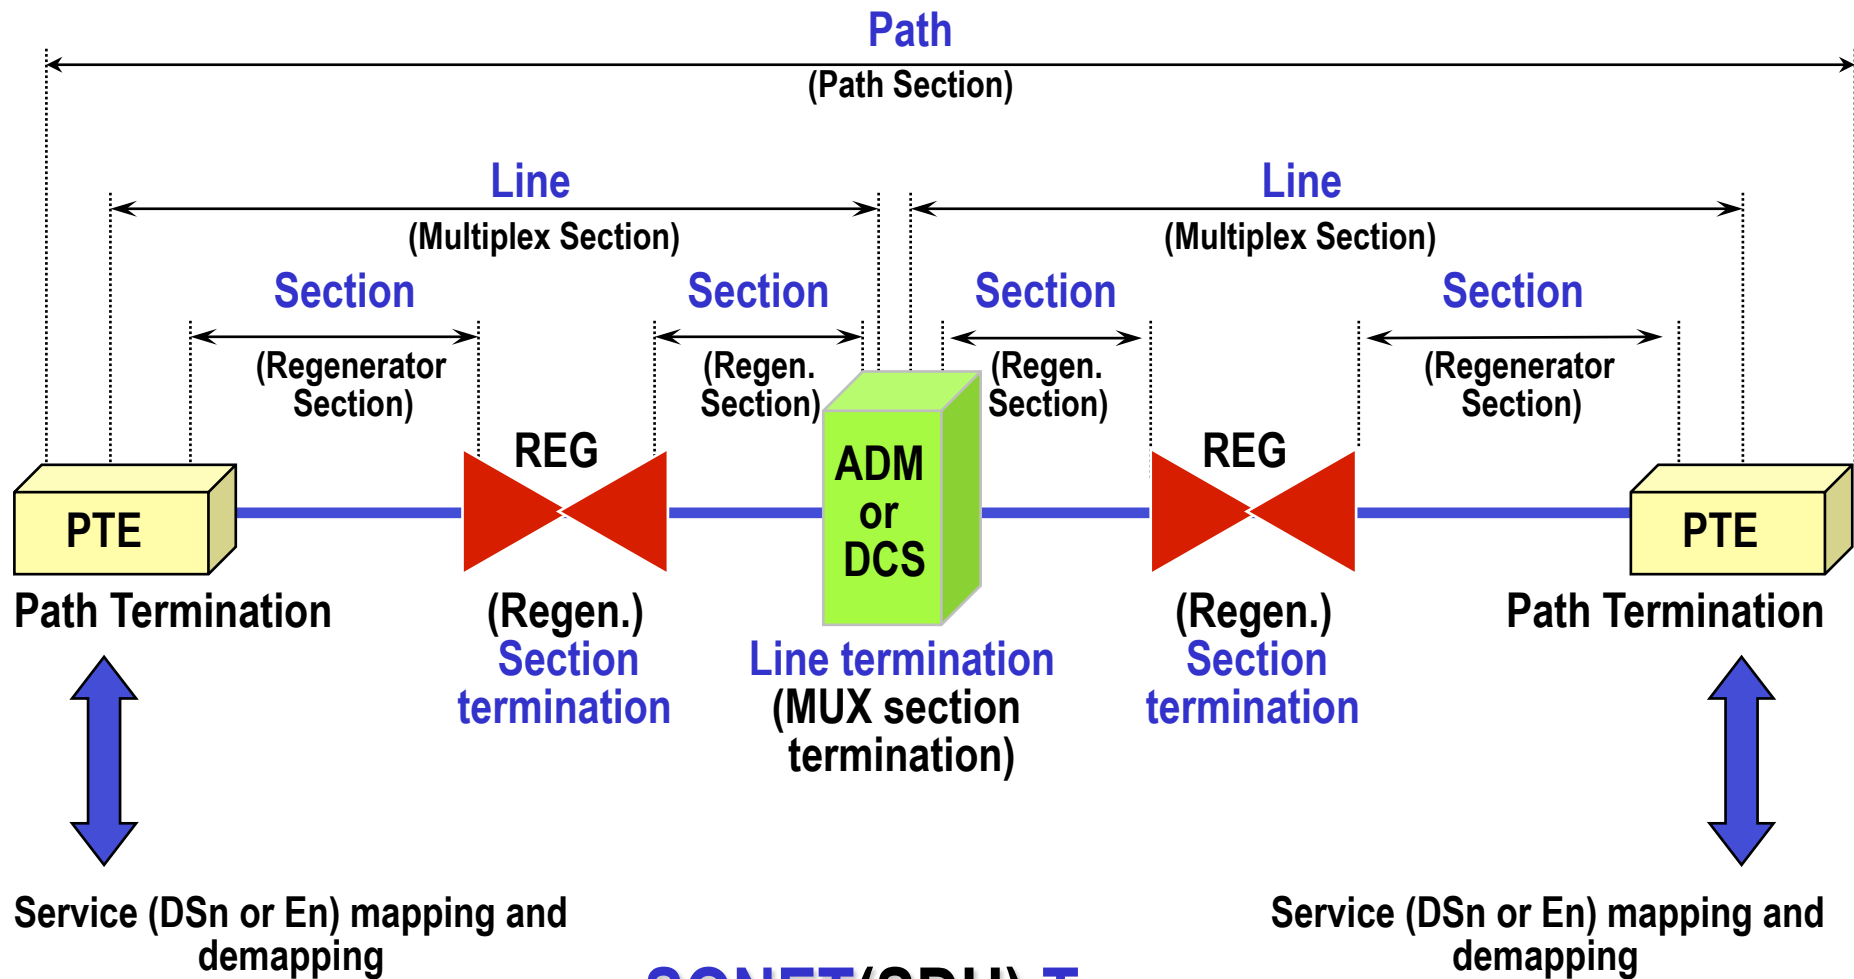 Path
(Path Section)
Line
(Multiplex Section)
Line
(Multiplex Section)
Section
(Regenerator
Section)
Section
(Regen.
Section)
Section
(Regen.
Section)
Section
(Regenerator
Section)
PTE
REG
ADM
or
DCS
REG
PTE
Path Termination
(Regen.)
Section
termination
Line termination
(MUX section
termination)
(Regen.)
Section
termination
Path Termination
Service (DSn or En) mapping and
demapping
Service (DSn or En) mapping and
demapping
SONET(SDH) T